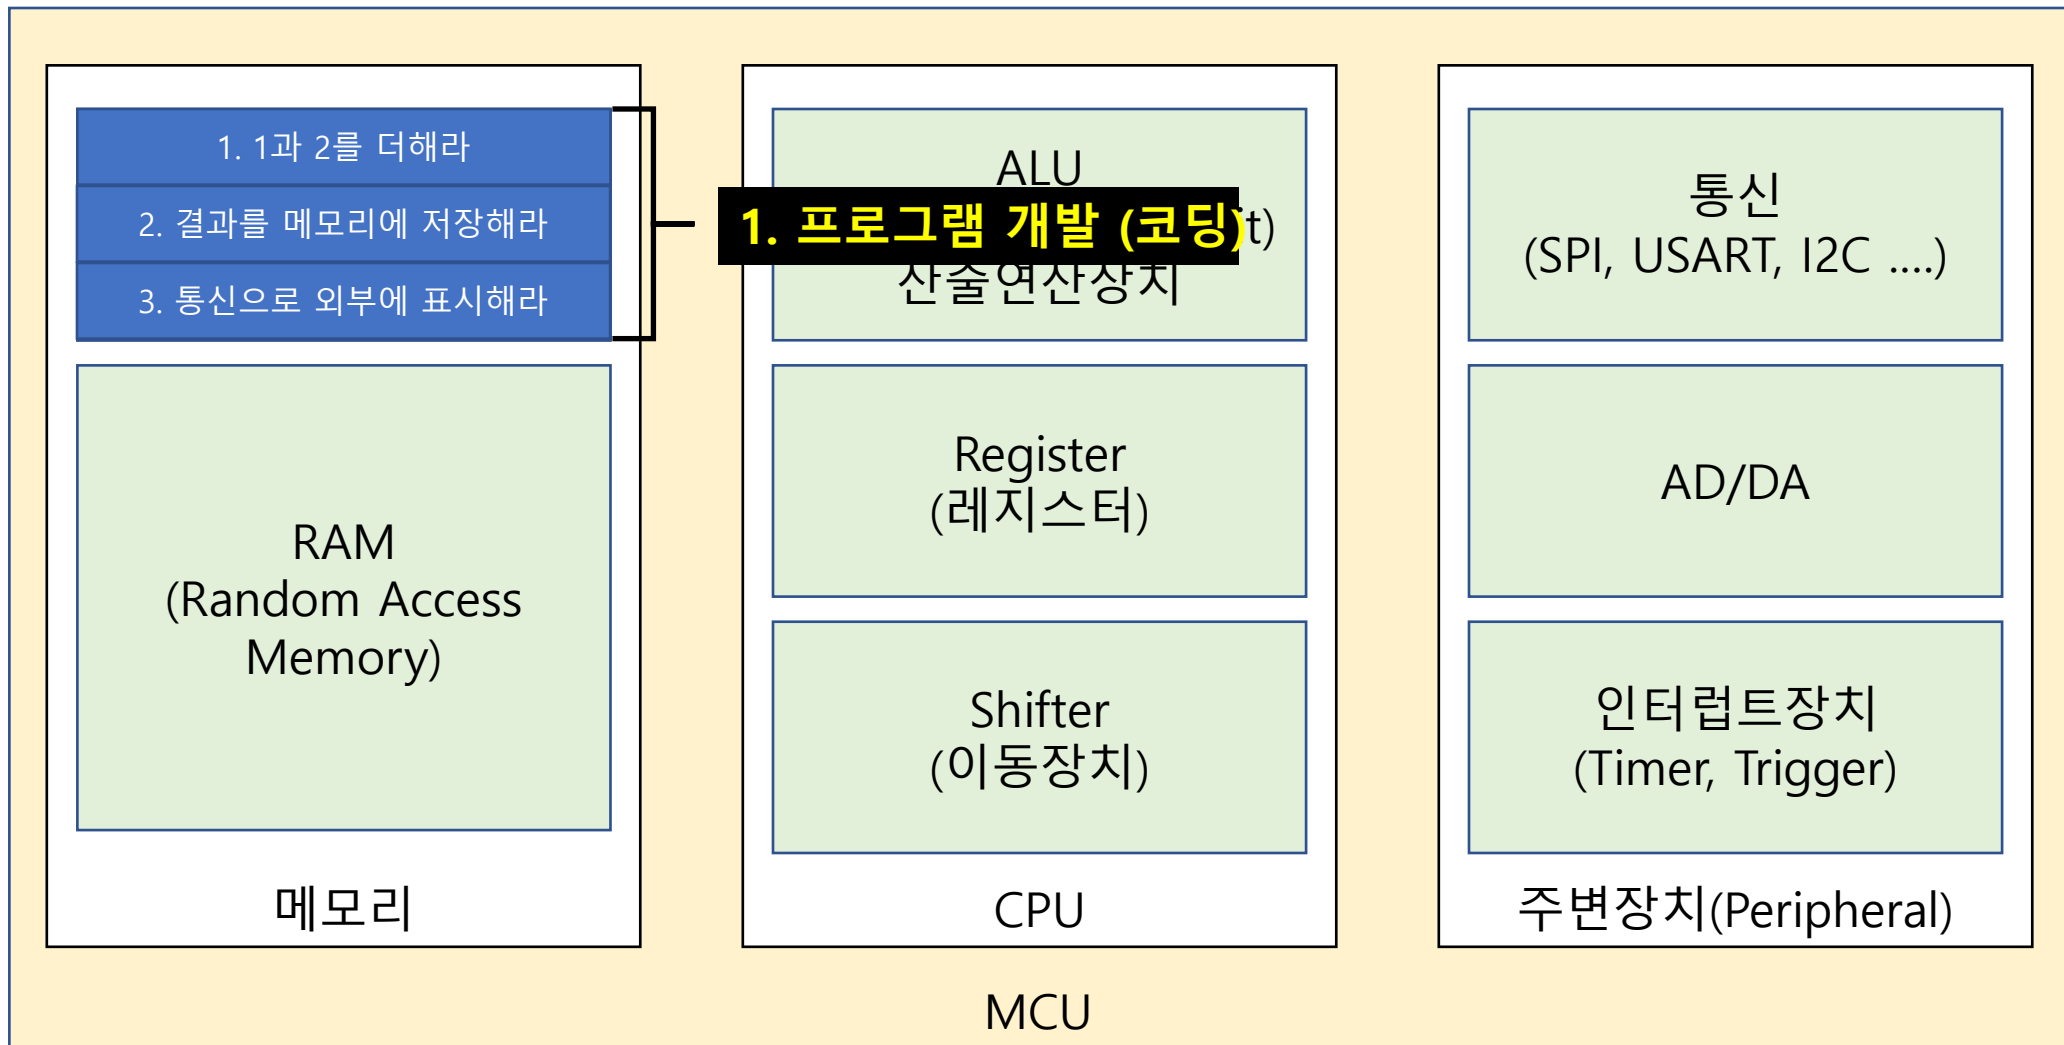 1. 1과 2를 더해라
2. 결과를 메모리에 저장해라
3. 통신으로 외부에 표시해라
RAM
(Random Access
Memory)
메모리
ALU
1. 프로그램 개발 (코딩)
t)
산술연산장치
Register
(레지스터)
Shifter
(이동장치)
CPU
통신
(SPI, USART, I2C ....)
AD/DA
인터럽트장치
(Timer, Trigger)
주변장치(Peripheral)
MCU